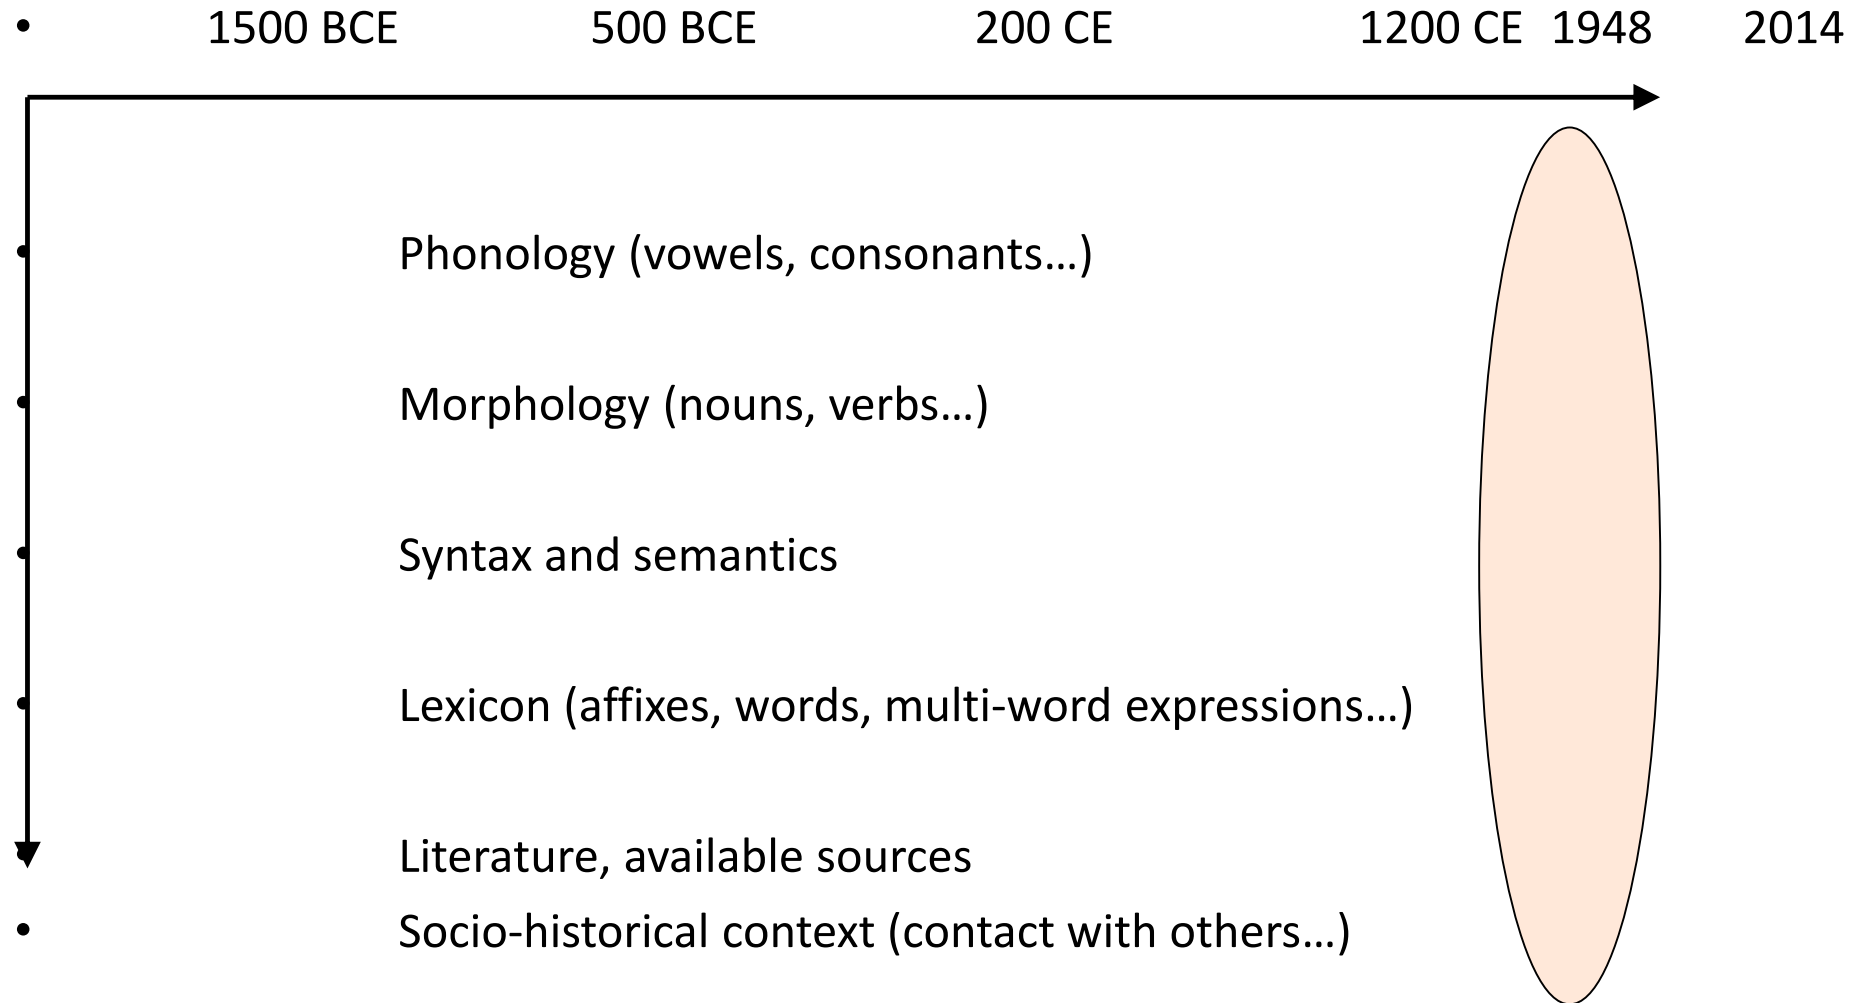 • 1500 BCE 500 BCE 200 CE 1200 CE 1948 2014
• Phonology (vowels, consonants…)
• Morphology (nouns, verbs…)
• Syntax and semantics
• Lexicon (affixes, words, multi-word expressions…)
• Literature, available sources
• Socio-historical context (contact with others…)